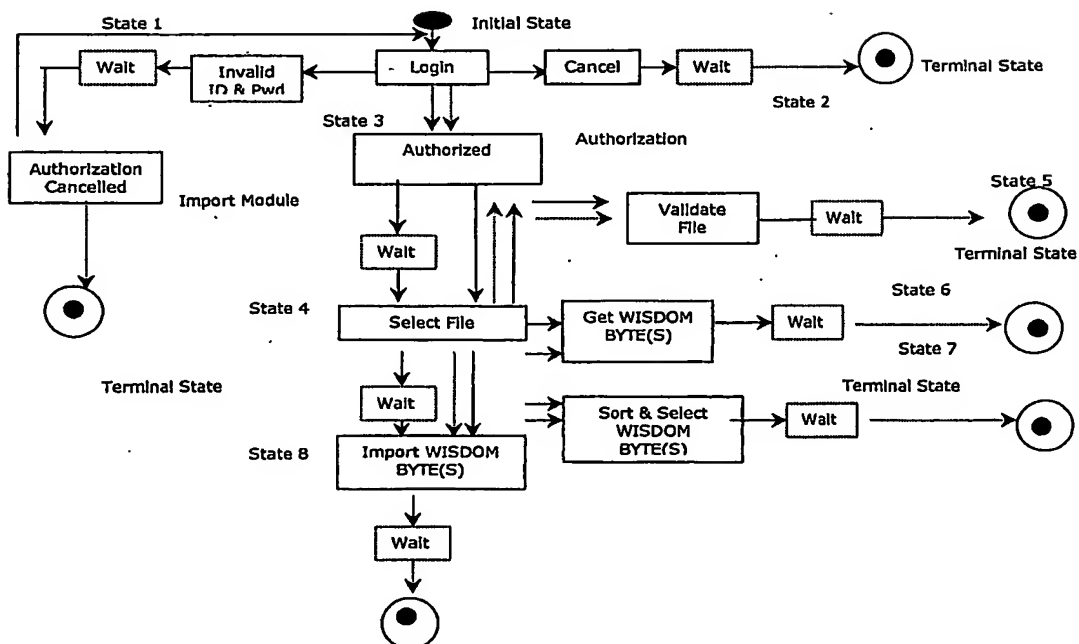 State 1
Initial State
Wait
Invalid
ID & Pwd
Login
Cancel
Wait
Terminal State
State 2
State 3
Authorization
Authorized
Authorization
Cancelled
Import Module
State 5
Validate
File
Wait
Terminal State
Wait
State 4
Select File
Get WISDOM
BYTE(S)
Wait
State 6
State 7
Terminal State
Wait
Terminal State
Sort & Select
WISDOM
BYTE(S)
Wait
State 8
Import WISDOM
BYTE(S)
Wait